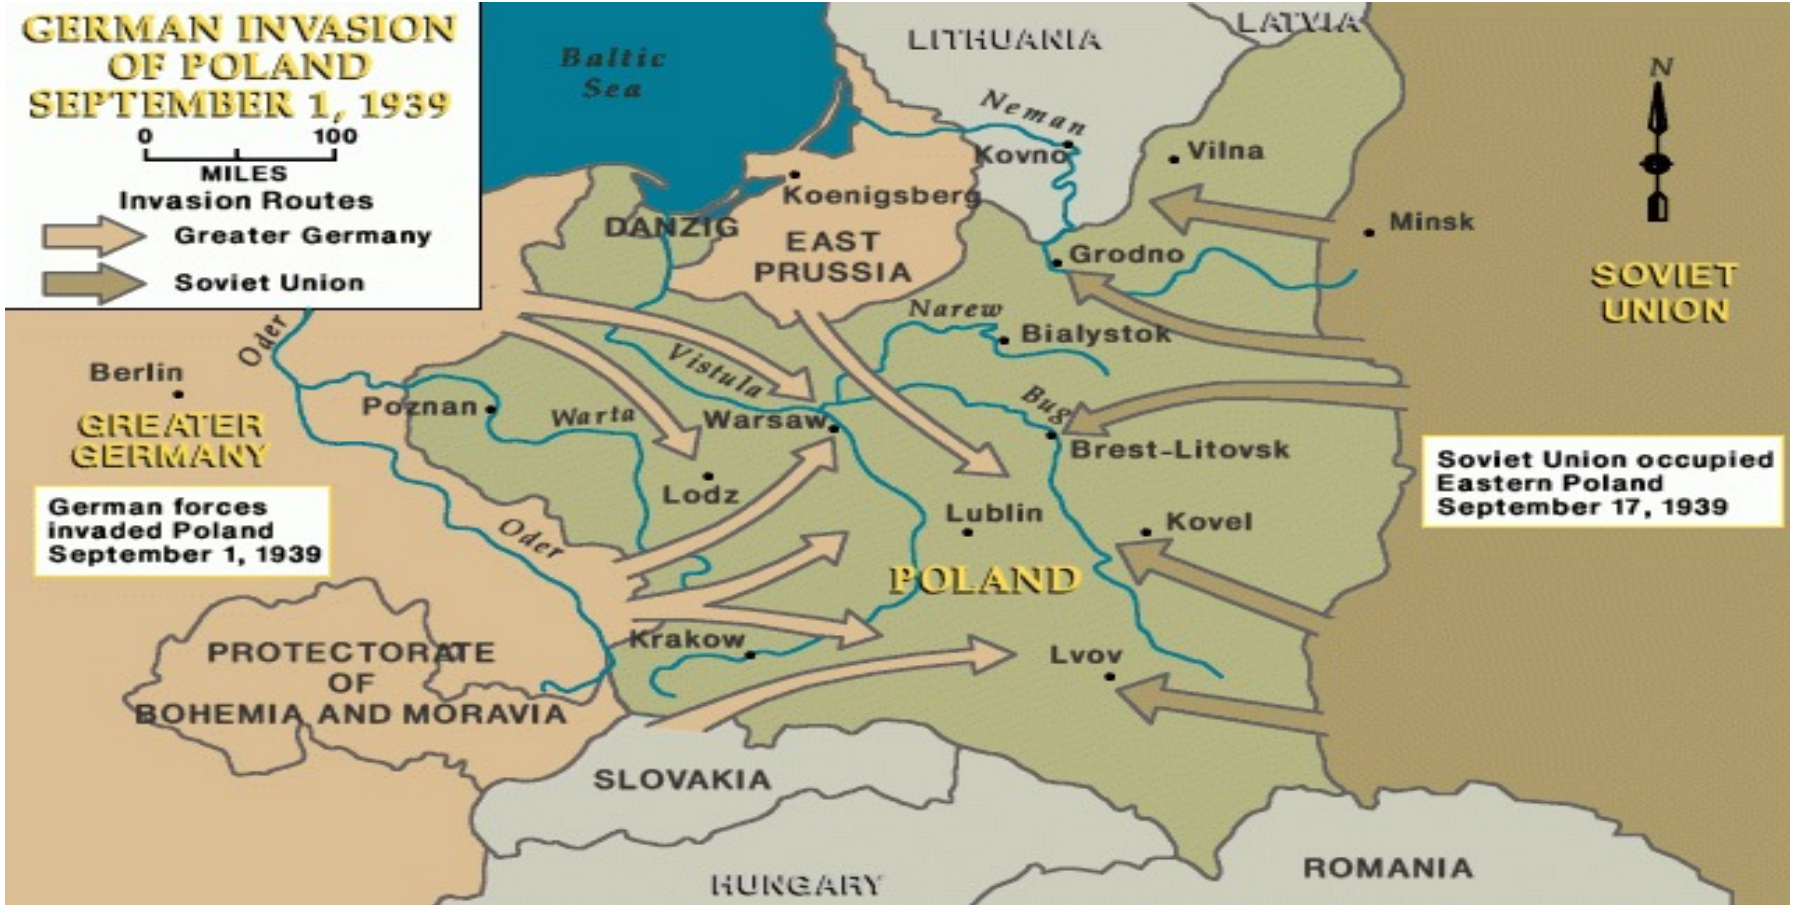 GERMAN INVASION
OF POLAND
SEPTEMBER 1, 1939
0 100
MILES
Invasion Routes
Greater Germany
Soviet Union
Baltic
Sea
LITHUANIA
LATVIA
N
Neman
Kovno
Vilna
Koenigsberg
Minsk
DANZIG
EAST
PRUSSIA
Grodno
SOVIET
UNION
Narew
Bialystok
Oder
Berlin
Vistula
Poznan
Warta
Warsaw
Bug
Brest-Litovsk
GREATER
GERMANY
German forces
invaded Poland
September 1, 1939
Soviet Union occupied
Eastern Poland
September 17, 1939
Lodz
Oder
Lublin
Kovel
POLAND
Krakow
Lvov
PROTECTORATE
OF
BOHEMIA AND MORAVIA
SLOVAKIA
HUNGARY
ROMANIA